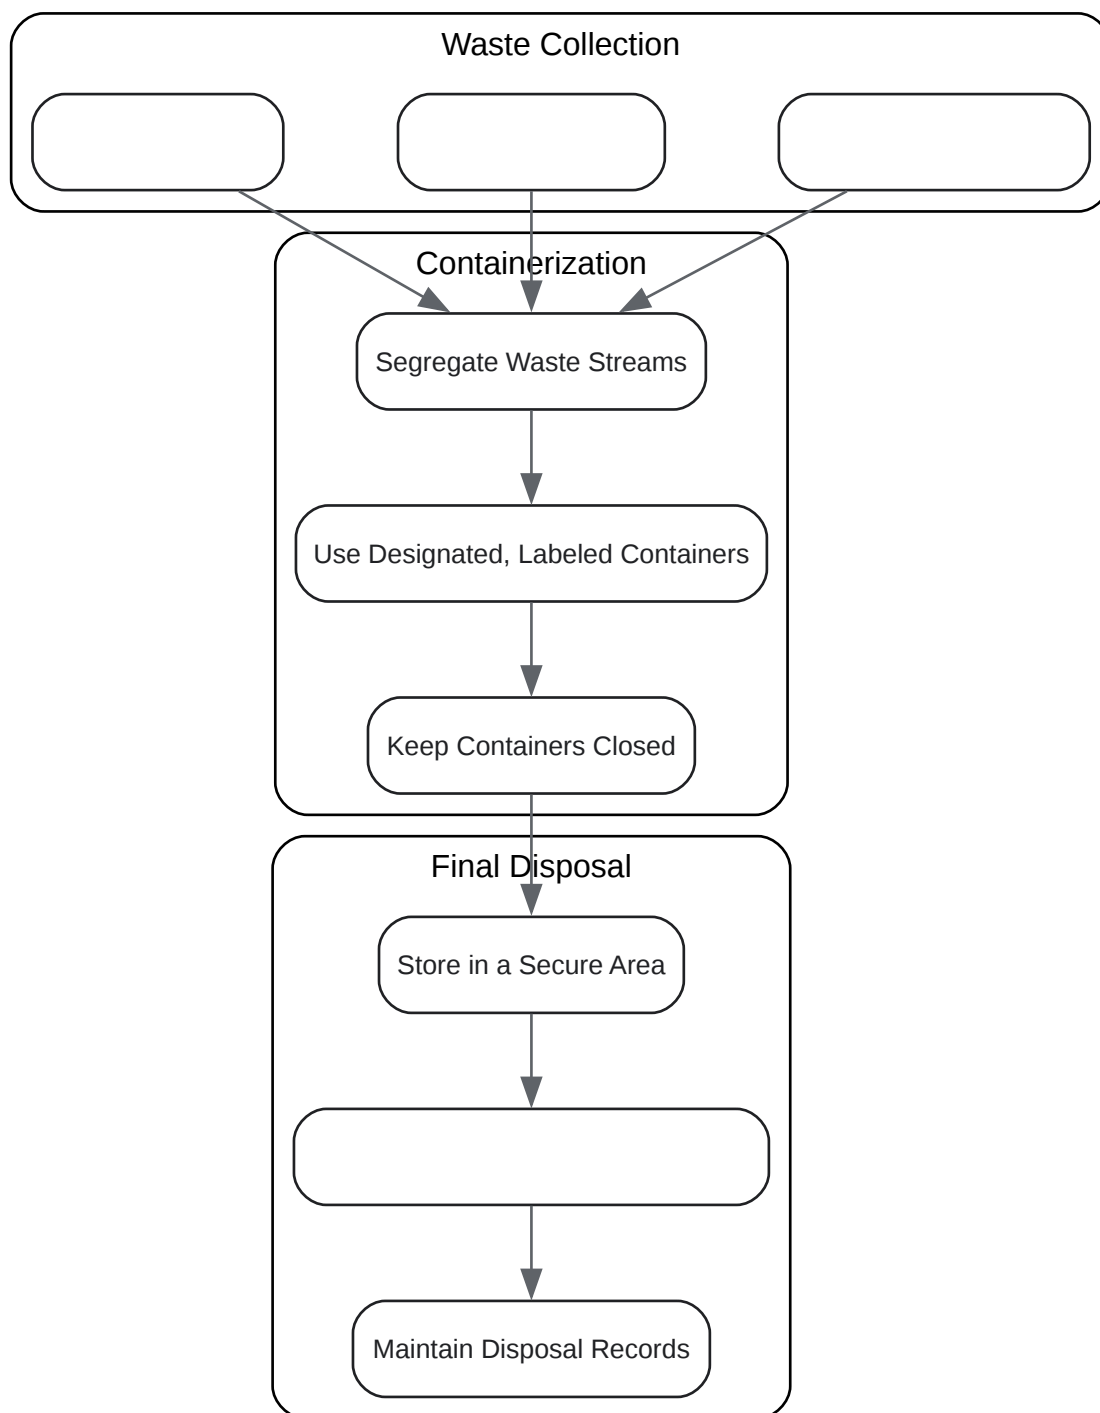 Waste Collection
Containerization
Segregate Waste Streams
Use Designated, Labeled Containers
Keep Containers Closed
Final Disposal
Store in a Secure Area
Maintain Disposal Records